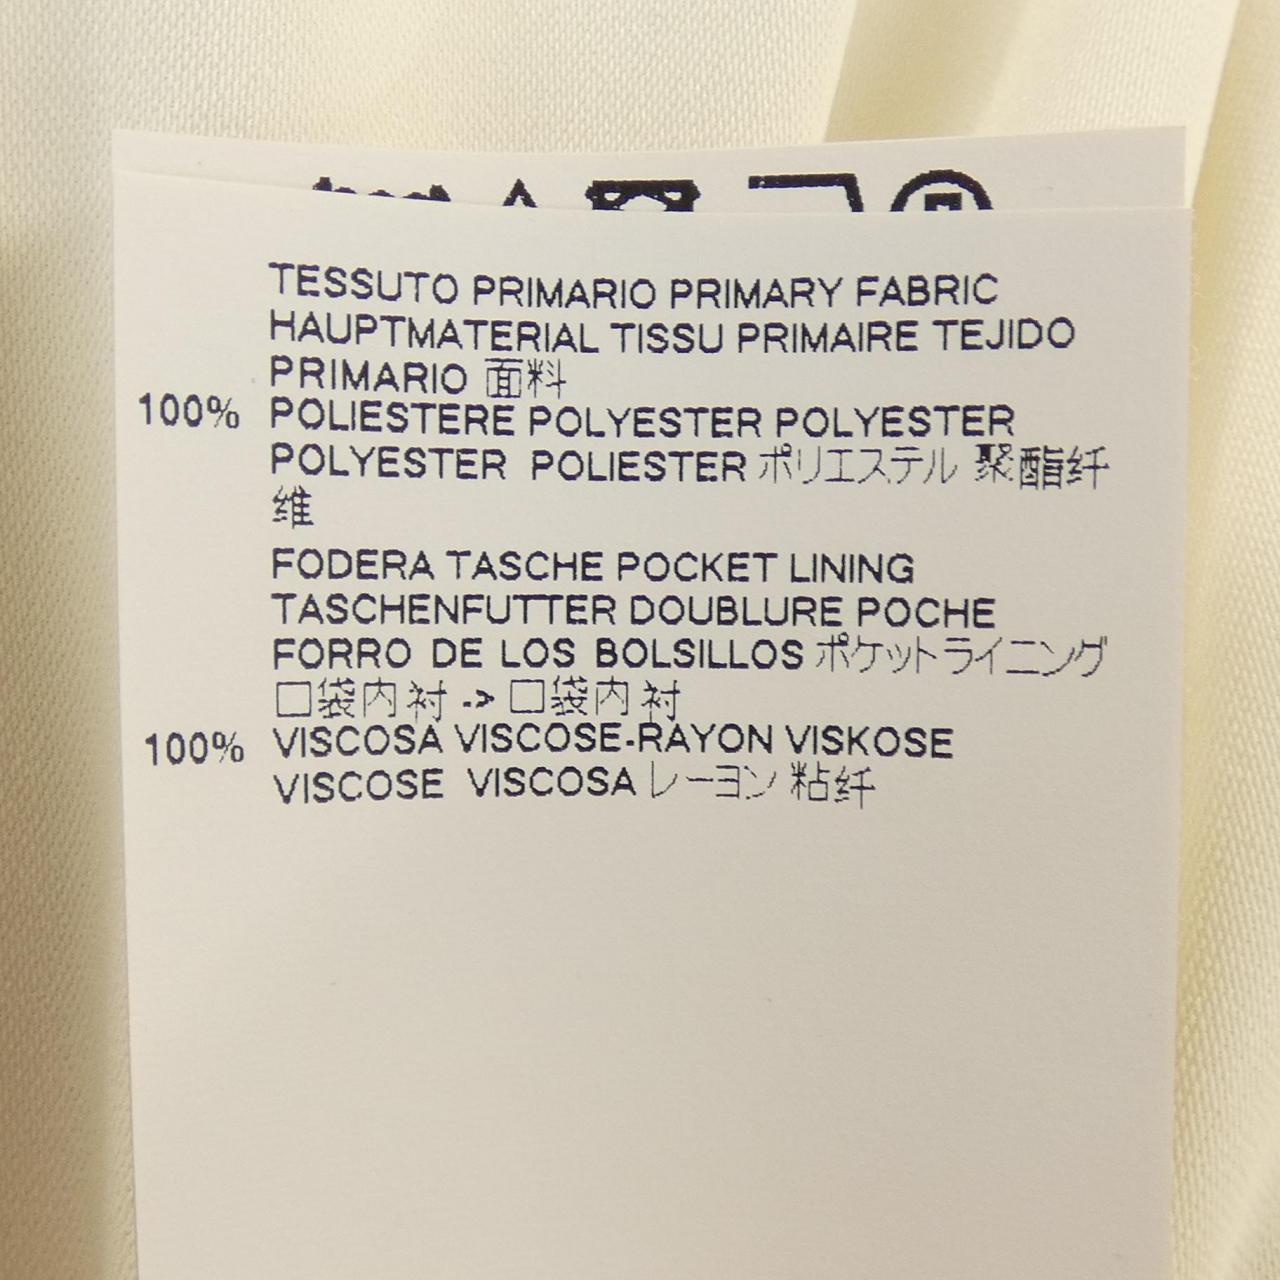 TESSUTO PRIMARIO PRIMARY FABRIC
HAUPTMATERIAL TISSU PRIMAIRE TEJIDO
PRIMARIO 面料
100% POLIESTERE POLYESTER POLYESTER
POLYESTER POLIESTER ポリエステル 聚酯纤
维
FODERA TASCHE POCKET LINING
TASCHENFUTTER DOUBLURE POCHE
FORRO DE LOS BOLSILLOS ポケットライニング
口袋内衬 -> 口袋内衬
100% VISCOSA VISCOSE-RAYON VISKOSE
VISCOSE VISCOSA レーヨン 粘纤